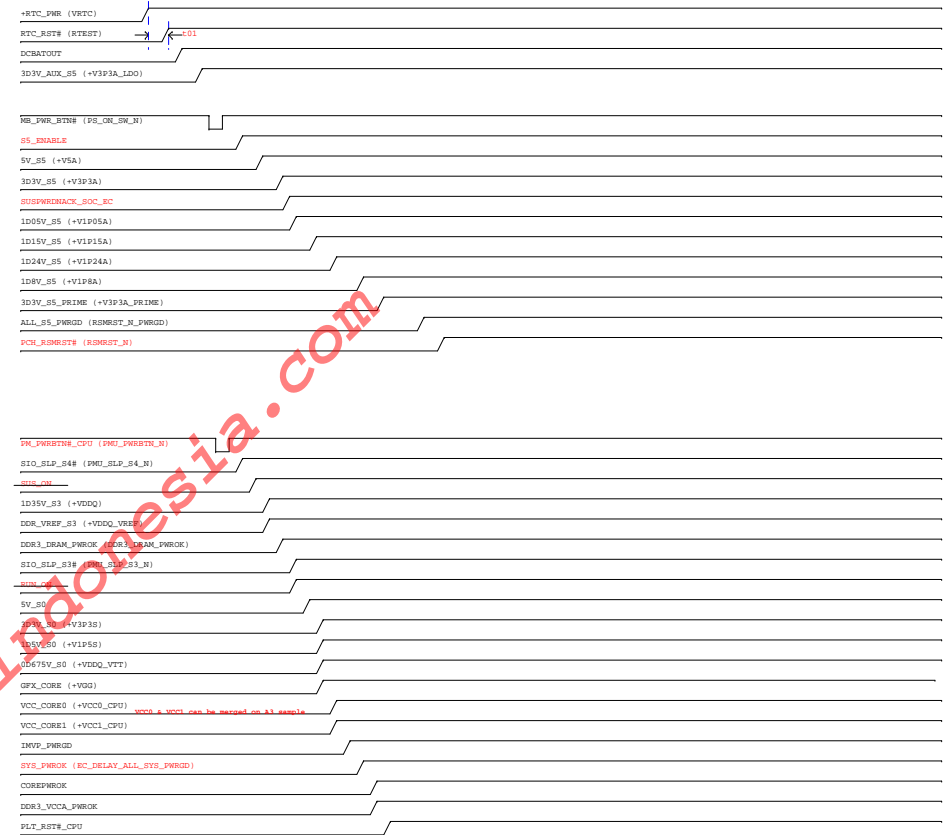 +RTC_PWR (VRTC)
RTC_RST# (RTEST)
t01
DCBATOUT
3D3V_AUX_S5 (+V3P3A_LDO)
MB_PWR_BTN# (PS_ON_SW_N)
S5_ENABLE
5V_S5 (+V5A)
3D3V_S5 (+V3P3A)
SUSPWRDNACK_SOC_EC
1D05V_S5 (+V1P05A)
1D15V_S5 (+V1P15A)
1D24V_S5 (+V1P24A)
1D8V_S5 (+V1P8A)
3D3V_S5_PRIME (+V3P3A_PRIME)
ALL_S5_PWRGD (RSMRST_N_PWRGD)
PCH_RSMRST# (RSMRST_N)
PM_PWRBTN#_CPU (PMU_PWRBTN_N)
SIO_SLP_S4# (PMU_SLP_S4_N)
SUS_ON
1D35V_S3 (+VDDQ)
DDR_VREF_S3 (+VDDQ_VREF)
DDR3_DRAM_PWROK (DDR3_DRAM_PWROK)
SIO_SLP_S3# (PMU_SLP_S3_N)
RUN_ON
5V_S0
3D3V_S0 (+V3P3S)
1D5V_S0 (+V1P5S)
0D675V_S0 (+VDDQ_VTT)
GFX_CORE (+VGG)
VCC_CORE0 (+VCC0_CPU)
VCC0 & VCC1 can be merged on A3 sample
VCC_CORE1 (+VCC1_CPU)
IMVP_PWRGD
SYS_PWROK (EC_DELAY_ALL_SYS_PWRGD)
COREPWROK
DDR3_VCCA_PWROK
PLT_RST#_CPU
indonesia.com